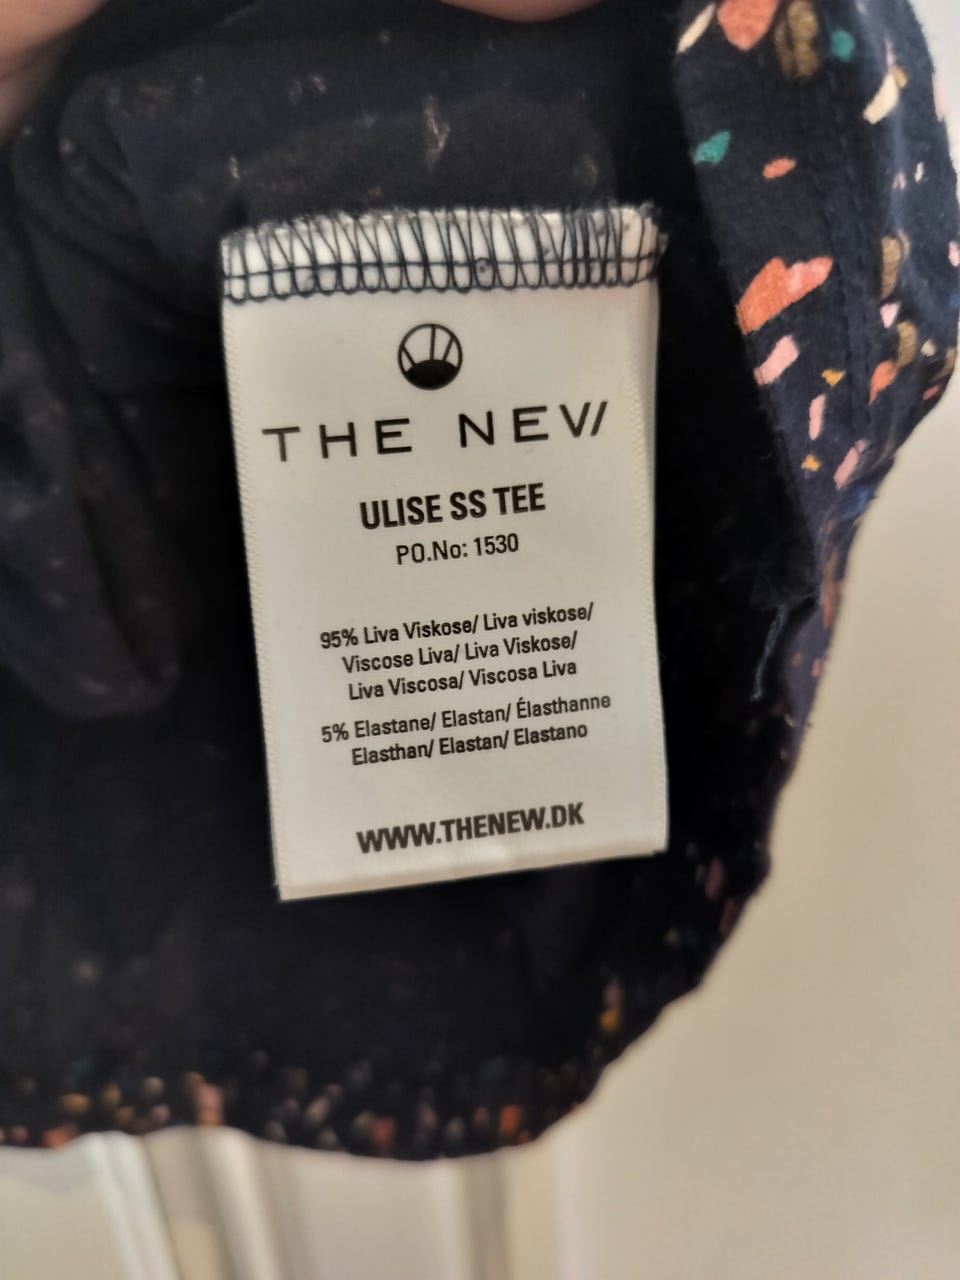 THE NEW
ULISE SS TEE
PO.No: 1530
95% Liva Viskose/ Liva viskose/
Viscose Liva/ Liva Viskose/
Liva Viscosa/ Viscosa Liva
5% Elastane/ Elastan/ Élasthanne
Elasthan/ Elastan/ Elastano
WWW.THENEW.DK